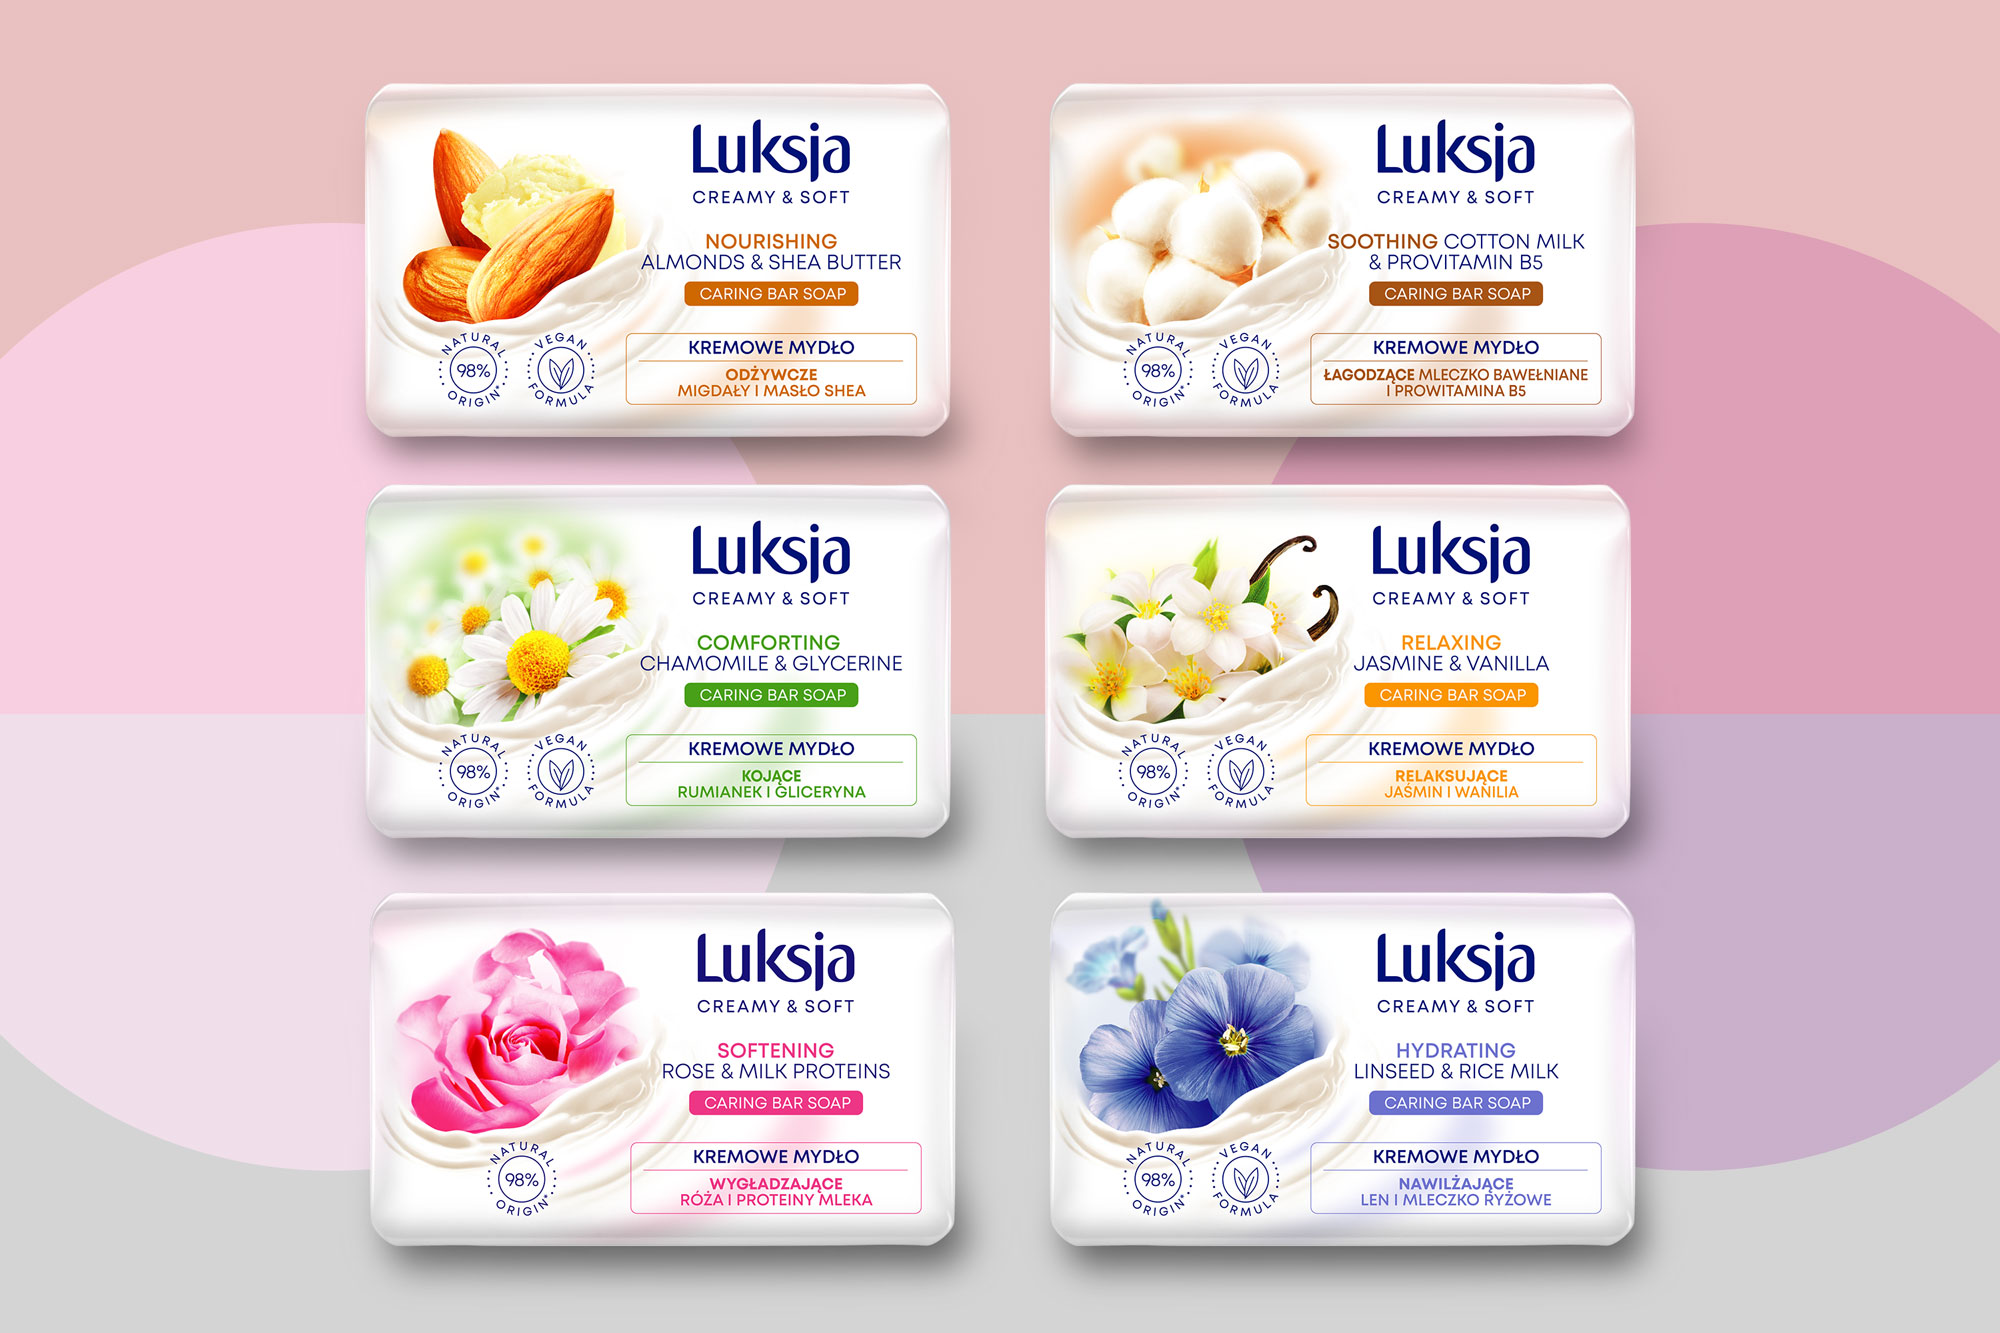 Luksja
CREAMY & SOFT
NOURISHING
ALMONDS & SHEA BUTTER
CARING BAR SOAP
NATURAL
98%
ORIGIN*
VEGAN
FORMULA
KREMOWE MYDŁO
ODŻYWCZE
MIGDAŁY I MASŁO SHEA
Luksja
CREAMY & SOFT
SOOTHING COTTON MILK
& PROVITAMIN B5
CARING BAR SOAP
NATURAL
98%
ORIGIN*
VEGAN
FORMULA
KREMOWE MYDŁO
ŁAGODZĄCE MLECZKO BAWEŁNIANE
I PROWITAMINA B5
Luksja
CREAMY & SOFT
COMFORTING
CHAMOMILE & GLYCERINE
CARING BAR SOAP
NATURAL
98%
ORIGIN*
VEGAN
FORMULA
KREMOWE MYDŁO
KOJĄCE
RUMIANEK I GLICERYNA
Luksja
CREAMY & SOFT
RELAXING
JASMINE & VANILLA
CARING BAR SOAP
NATURAL
98%
ORIGIN*
VEGAN
FORMULA
KREMOWE MYDŁO
RELAKSUJĄCE
JAŚMIN I WANILIA
Luksja
CREAMY & SOFT
SOFTENING
ROSE & MILK PROTEINS
CARING BAR SOAP
NATURAL
98%
ORIGIN*
KREMOWE MYDŁO
WYGŁADZAJĄCE
RÓŻA I PROTEINY MLEKA
Luksja
CREAMY & SOFT
HYDRATING
LINSEED & RICE MILK
CARING BAR SOAP
NATURAL
98%
ORIGIN*
VEGAN
FORMULA
KREMOWE MYDŁO
NAWILŻAJĄCE
LEN I MLECZKO RYŻOWE